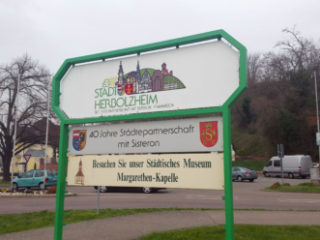 STADT
HERBOLZHEIM
40 Jahre Städtepartnerschaft
mit Sisteron
Besuchen Sie unser Städtisches Museum
Margarethen-Kapelle